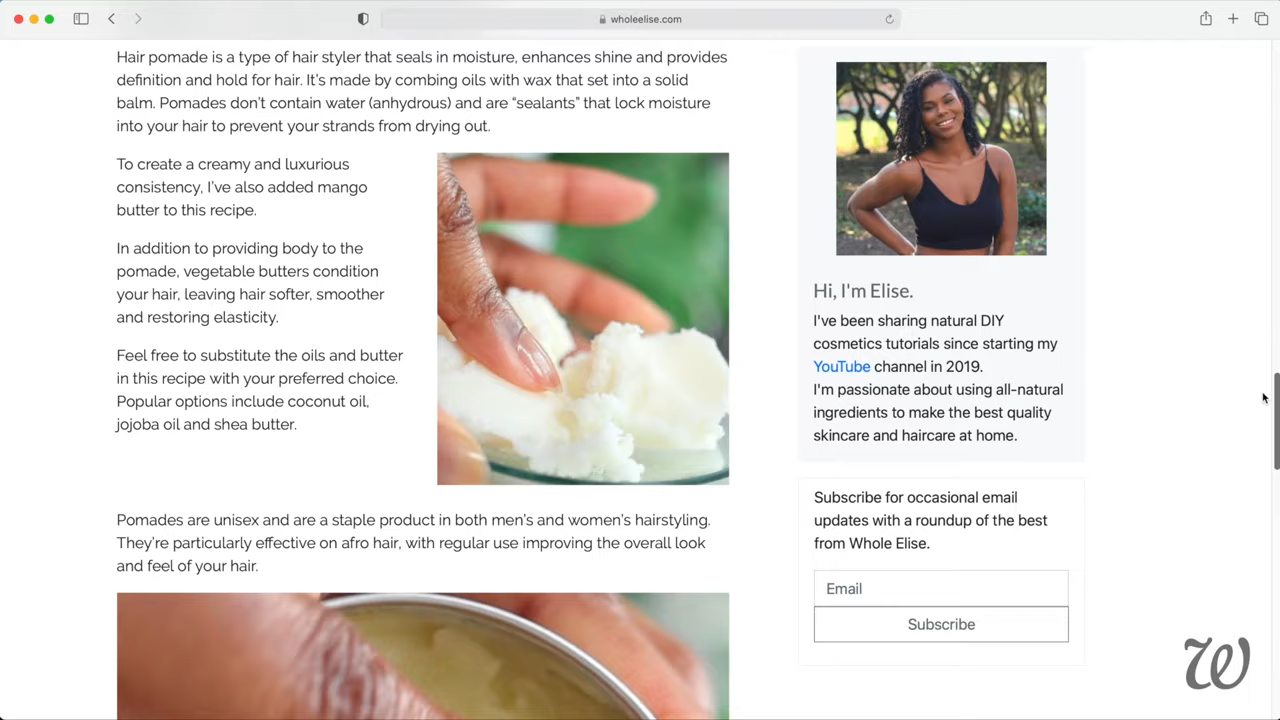 wholeelise.com
Hair pomade is a type of hair styler that seals in moisture, enhances shine and provides
definition and hold for hair. It's made by combing oils with wax that set into a solid
balm. Pomades don't contain water (anhydrous) and are “sealants” that lock moisture
into your hair to prevent your strands from drying out.
To create a creamy and luxurious
consistency, I've also added mango
butter to this recipe.
In addition to providing body to the
pomade, vegetable butters condition
your hair, leaving hair softer, smoother
and restoring elasticity.
Feel free to substitute the oils and butter
in this recipe with your preferred choice.
Popular options include coconut oil,
jojoba oil and shea butter.
Pomades are unisex and are a staple product in both men's and women's hairstyling.
They're particularly effective on afro hair, with regular use improving the overall look
and feel of your hair.
Hi, I'm Elise.
I've been sharing natural DIY
cosmetics tutorials since starting my
YouTube channel in 2019.
I'm passionate about using all-natural
ingredients to make the best quality
skincare and haircare at home.
Subscribe for occasional email
updates with a roundup of the best
from Whole Elise.
Email
Subscribe
w